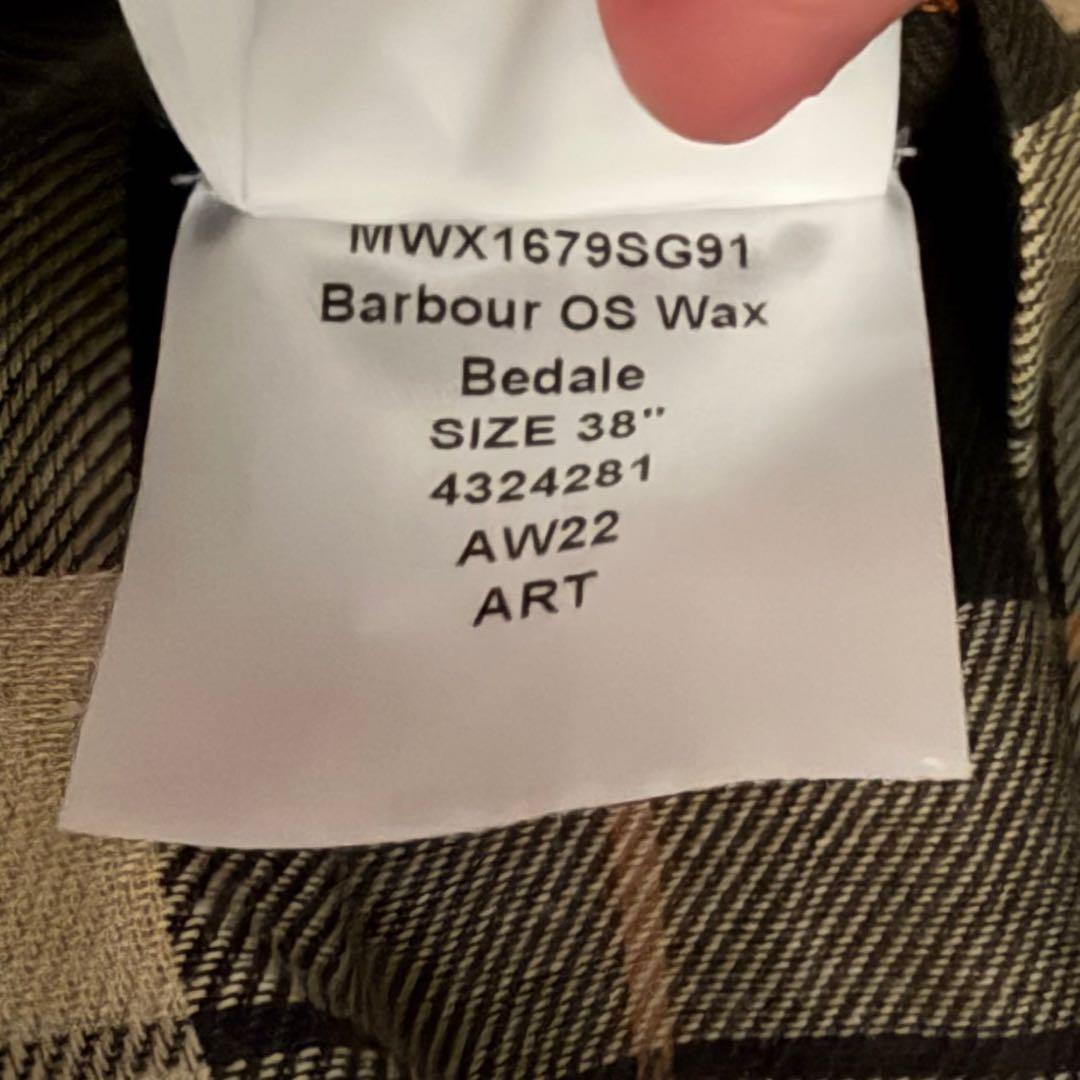 MWX1679SG91
Barbour OS Wax
Bedale
SIZE 38"
4324281
AW22
ART